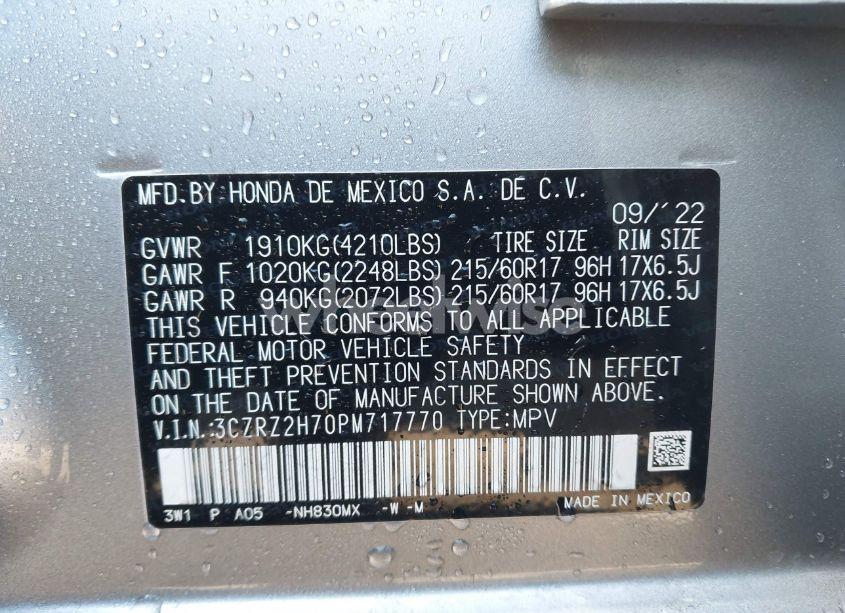 MFD.BY HONDA DE MEXICO S.A. DE C.V.
09/'22
GVWR 1910KG(4210LBS) TIRE SIZE RIM SIZE
GAWR F 1020KG(2248LBS) 215/60R17 96H 17X6.5J
GAWR R 940KG(2072LBS) 215/60R17 96H 17X6.5J
THIS VEHICLE CONFORMS TO ALL APPLICABLE
FEDERAL MOTOR VEHICLE SAFETY
AND THEFT PREVENTION STANDARDS IN EFFECT
ON THE DATE OF MANUFACTURE SHOWN ABOVE.
V.I.N.:3CZRZ2H70PM717770 TYPE:MPV
3W1 P A05 -NH830MX -W -M MADE IN MEXICO